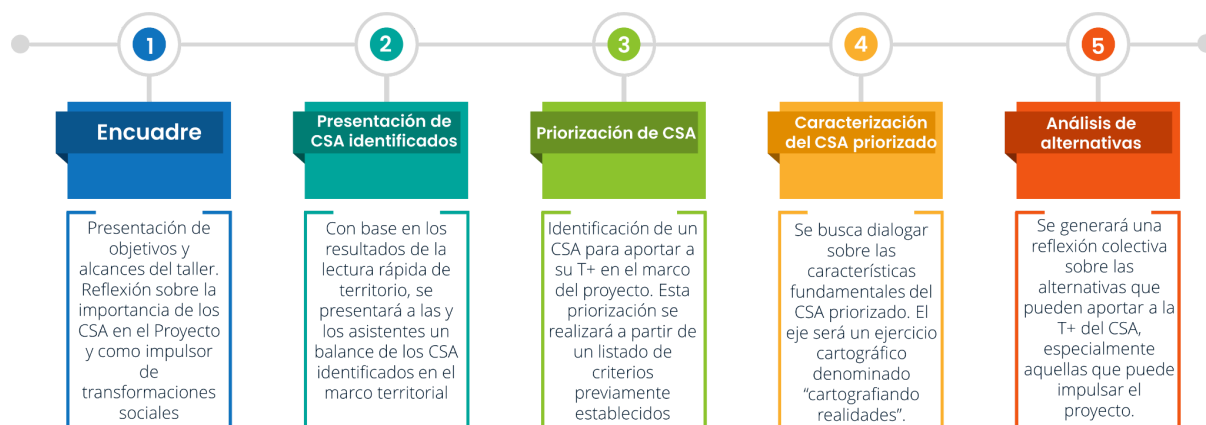 1
2
3
4
5
Encuadre
Presentación de
objetivos y
alcances del taller.
Reflexión sobre la
importancia de los
CSA en el Proyecto
y como impulsor
de
transformaciones
sociales
Presentación de
CSA identificados
Con base en los
resultados de la
lectura rápida de
territorio, se
presentará a las y
los asistentes un
balance de los CSA
identificados en el
marco territorial
Priorización de CSA
Identificación de un
CSA para aportar a
su T+ en el marco
del proyecto. Esta
priorización se
realizará a partir de
un listado de
criterios
previamente
establecidos
Caracterización
del CSA priorizado
Se busca dialogar
sobre las
características
fundamentales del
CSA priorizado. El
eje será un ejercicio
cartográfico
denominado
“cartografiando
realidades”.
Análisis de
alternativas
Se generará una
reflexión colectiva
sobre las
alternativas que
pueden aportar a la
T+ del CSA,
especialmente
aquellas que puede
impulsar el
proyecto.